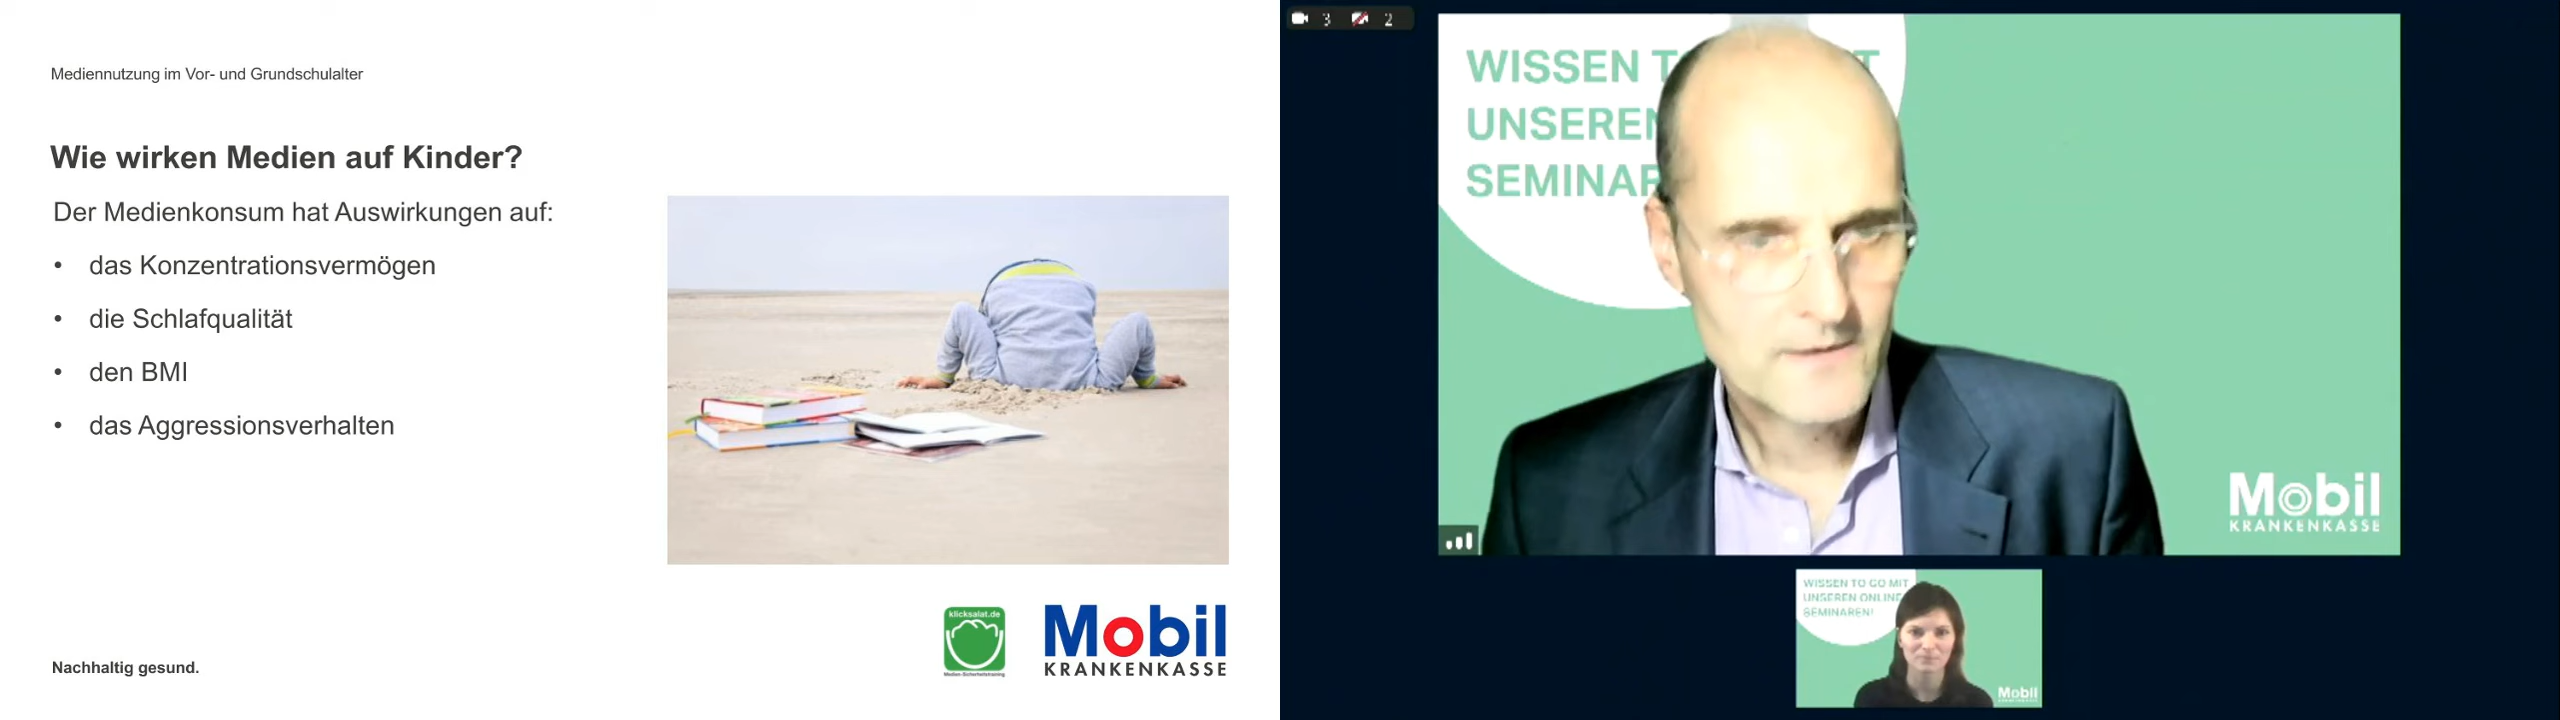 Mediennutzung im Vor- und Grundschulalter
Wie wirken Medien auf Kinder?
Der Medienkonsum hat Auswirkungen auf:
• das Konzentrationsvermögen
• die Schlafqualität
• den BMI
• das Aggressionsverhalten
klicksalat.de
Medien-Sicherheitstraining
Mobil
KRANKENKASSE
Nachhaltig gesund.
3 2
WISSEN T T
UNSEREN
SEMINAR
Mobil
KRANKENKASSE
WISSEN TO GO MIT
UNSEREN ONLINE
SEMINAREN!
Mobil